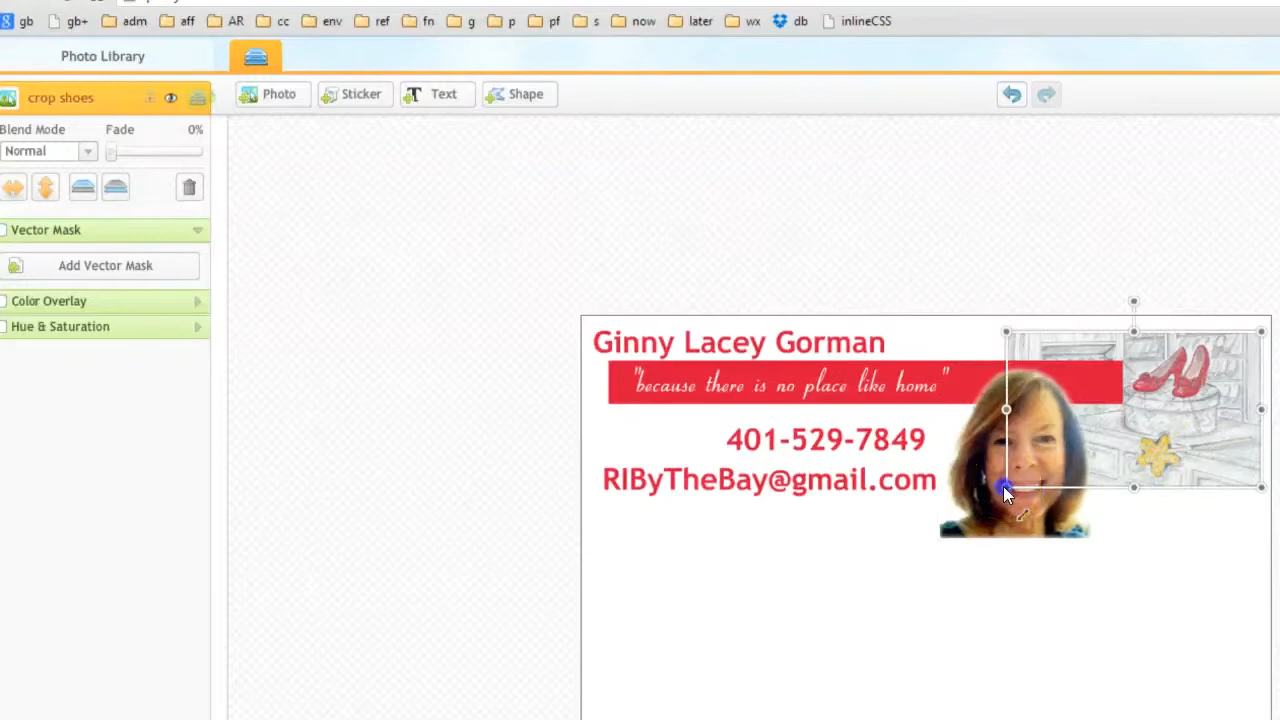 gb gb+ adm aff AR cc env ref fn g p pf s now later wx db inlineCSS
Photo Library
crop shoes Photo Sticker Text Shape
Blend Mode Fade 0%
Normal
Vector Mask
Add Vector Mask
Color Overlay
Hue & Saturation
Ginny Lacey Gorman
"because there is no place like home"
401-529-7849
RIByTheBay@gmail.com